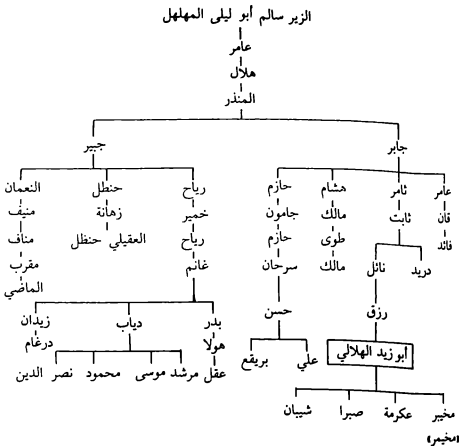 الزير سالم أبو ليلى المهلهل
عامر
هلال
المنذر
جابر جبير
عامر ثامر هشام حازم رياح حنظل النعمان
قان ثابت مالك جامون خمير زهانة منيف
فائد طوى حازم رياح العقيلي حنظل مناف
دريد نائل مالك سرحان غانم مقرب
الماضي
رزق حسن بدر دياب زيدان
أبو زيد الهلالي علي بريقع هولا درغام
عقل مرشد موسى محمود نصر الدين
مخيبر عكرمة صبرا شيبان
(مخيمر)